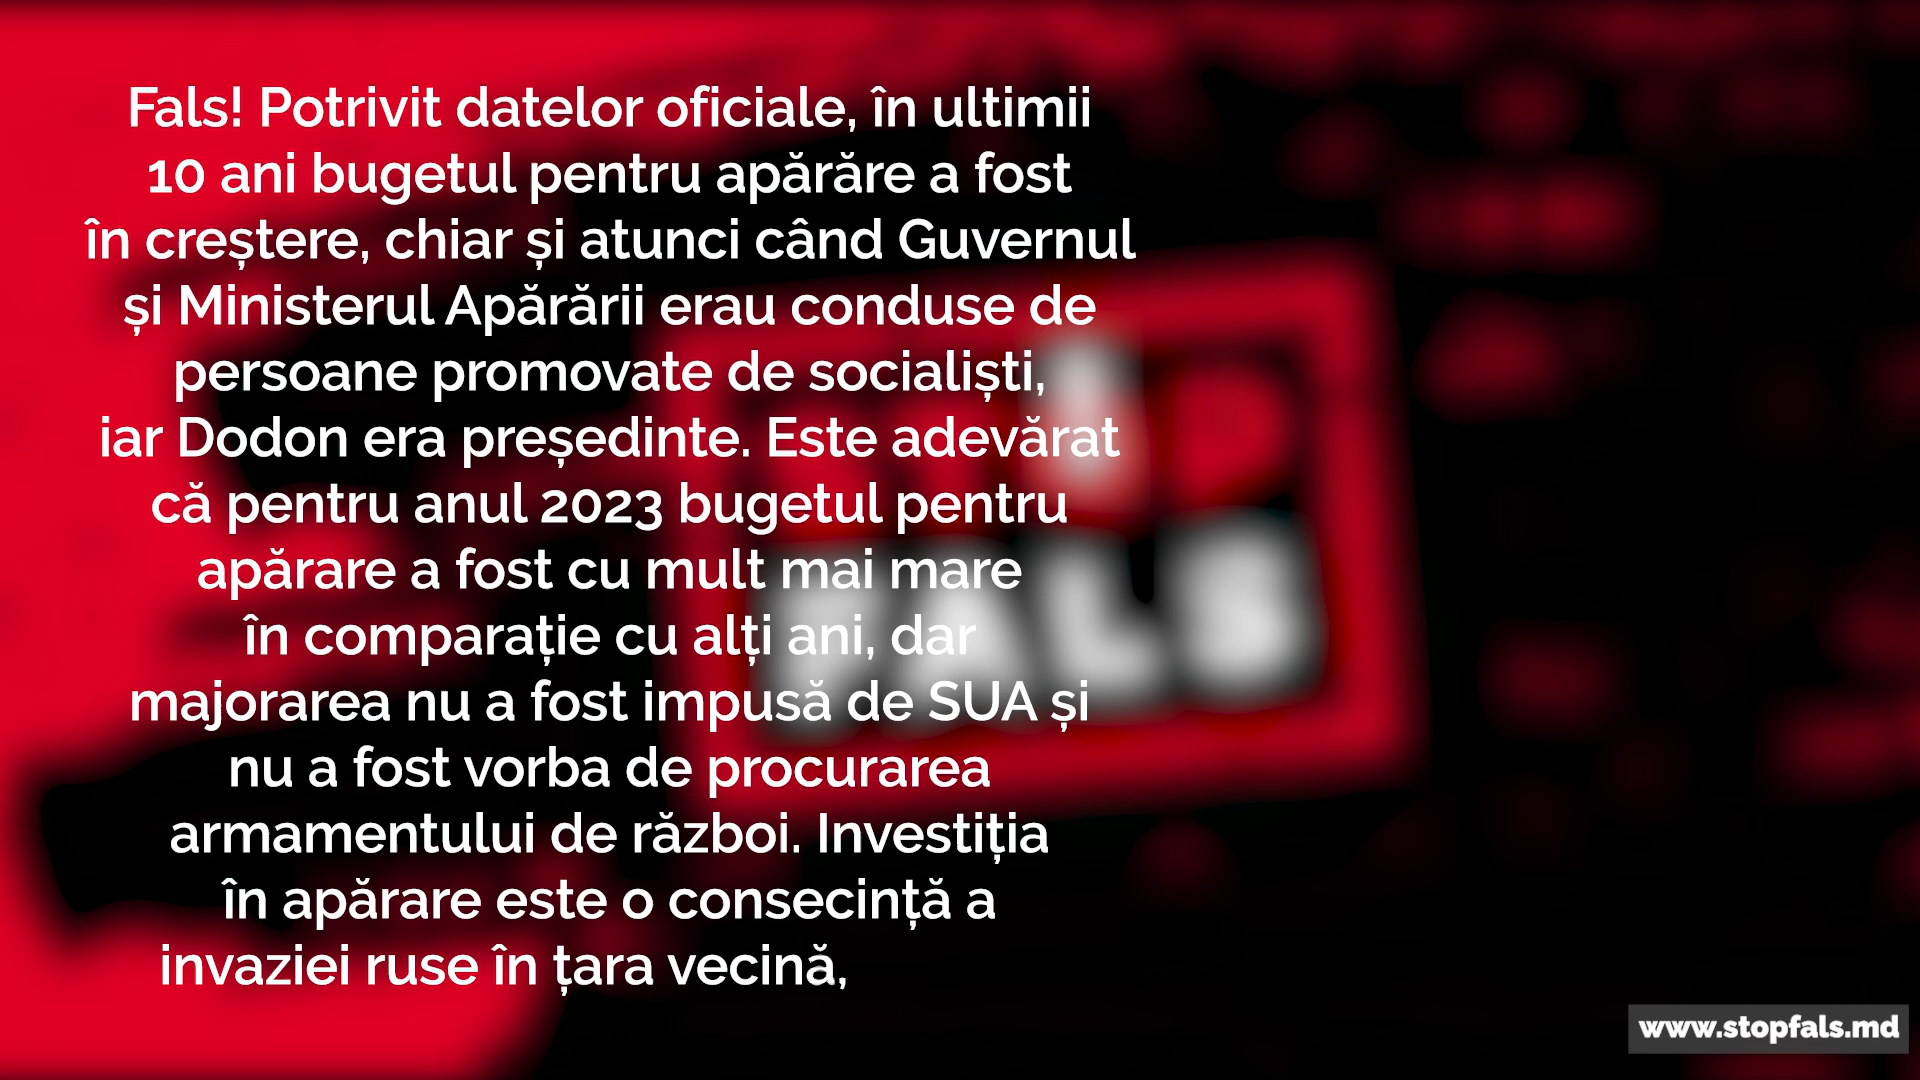 Fals! Potrivit datelor oficiale, în ultimii
10 ani bugetul pentru apărăre a fost
în creștere, chiar și atunci când Guvernul
și Ministerul Apărării erau conduse de
persoane promovate de socialiști,
iar Dodon era președinte. Este adevărat
că pentru anul 2023 bugetul pentru
apărare a fost cu mult mai mare
în comparație cu alți ani, dar
majorarea nu a fost impusă de SUA și
nu a fost vorba de procurarea
armamentului de război. Investiția
în apărare este o consecință a
invaziei ruse în țara vecină,
FALS
www.stopfals.md